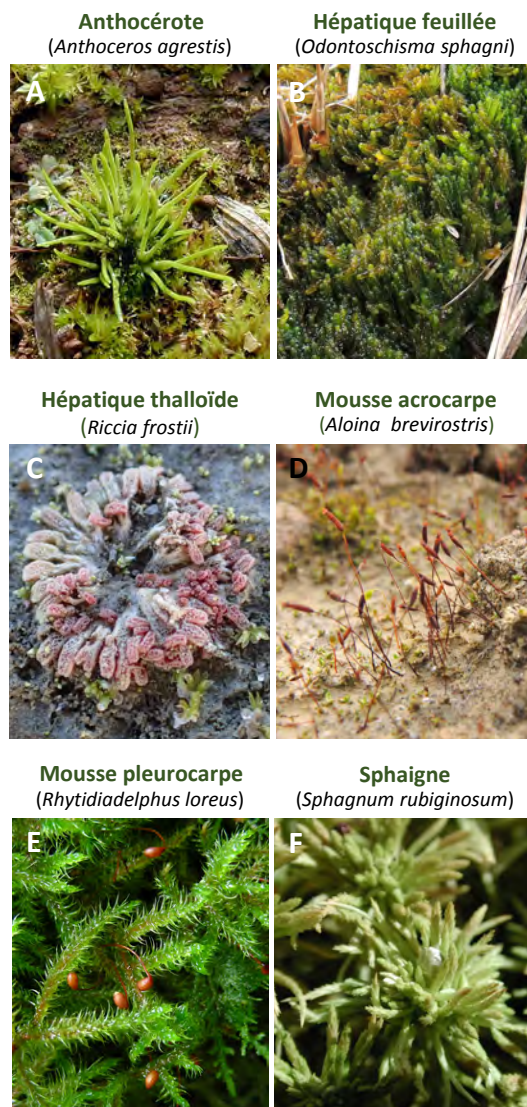 Anthocérote
(Anthoceros agrestis)
Hépatique feuillée
(Odontoschisma sphagni)
A
B
Hépatique thalloïde
(Riccia frostii)
Mousse acrocarpe
(Aloina brevirostris)
C
D
Mousse pleurocarpe
(Rhytidiadelphus loreus)
Sphaigne
(Sphagnum rubiginosum)
E
F